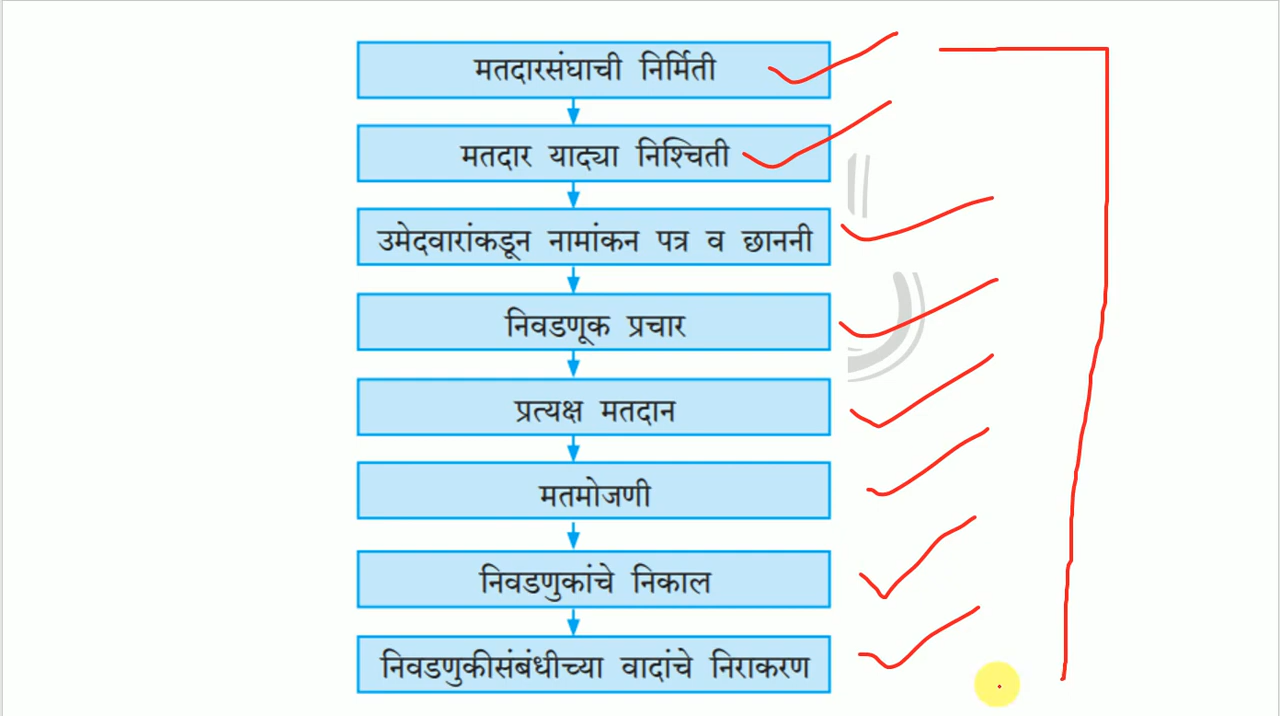 मतदारसंघाची निर्मिती
मतदार याद्या निश्चिती
उमेदवारांकडून नामांकन पत्र व छाननी
निवडणूक प्रचार
प्रत्यक्ष मतदान
मतमोजणी
निवडणुकांचे निकाल
निवडणुकीसंबंधीच्या वादांचे निराकरण